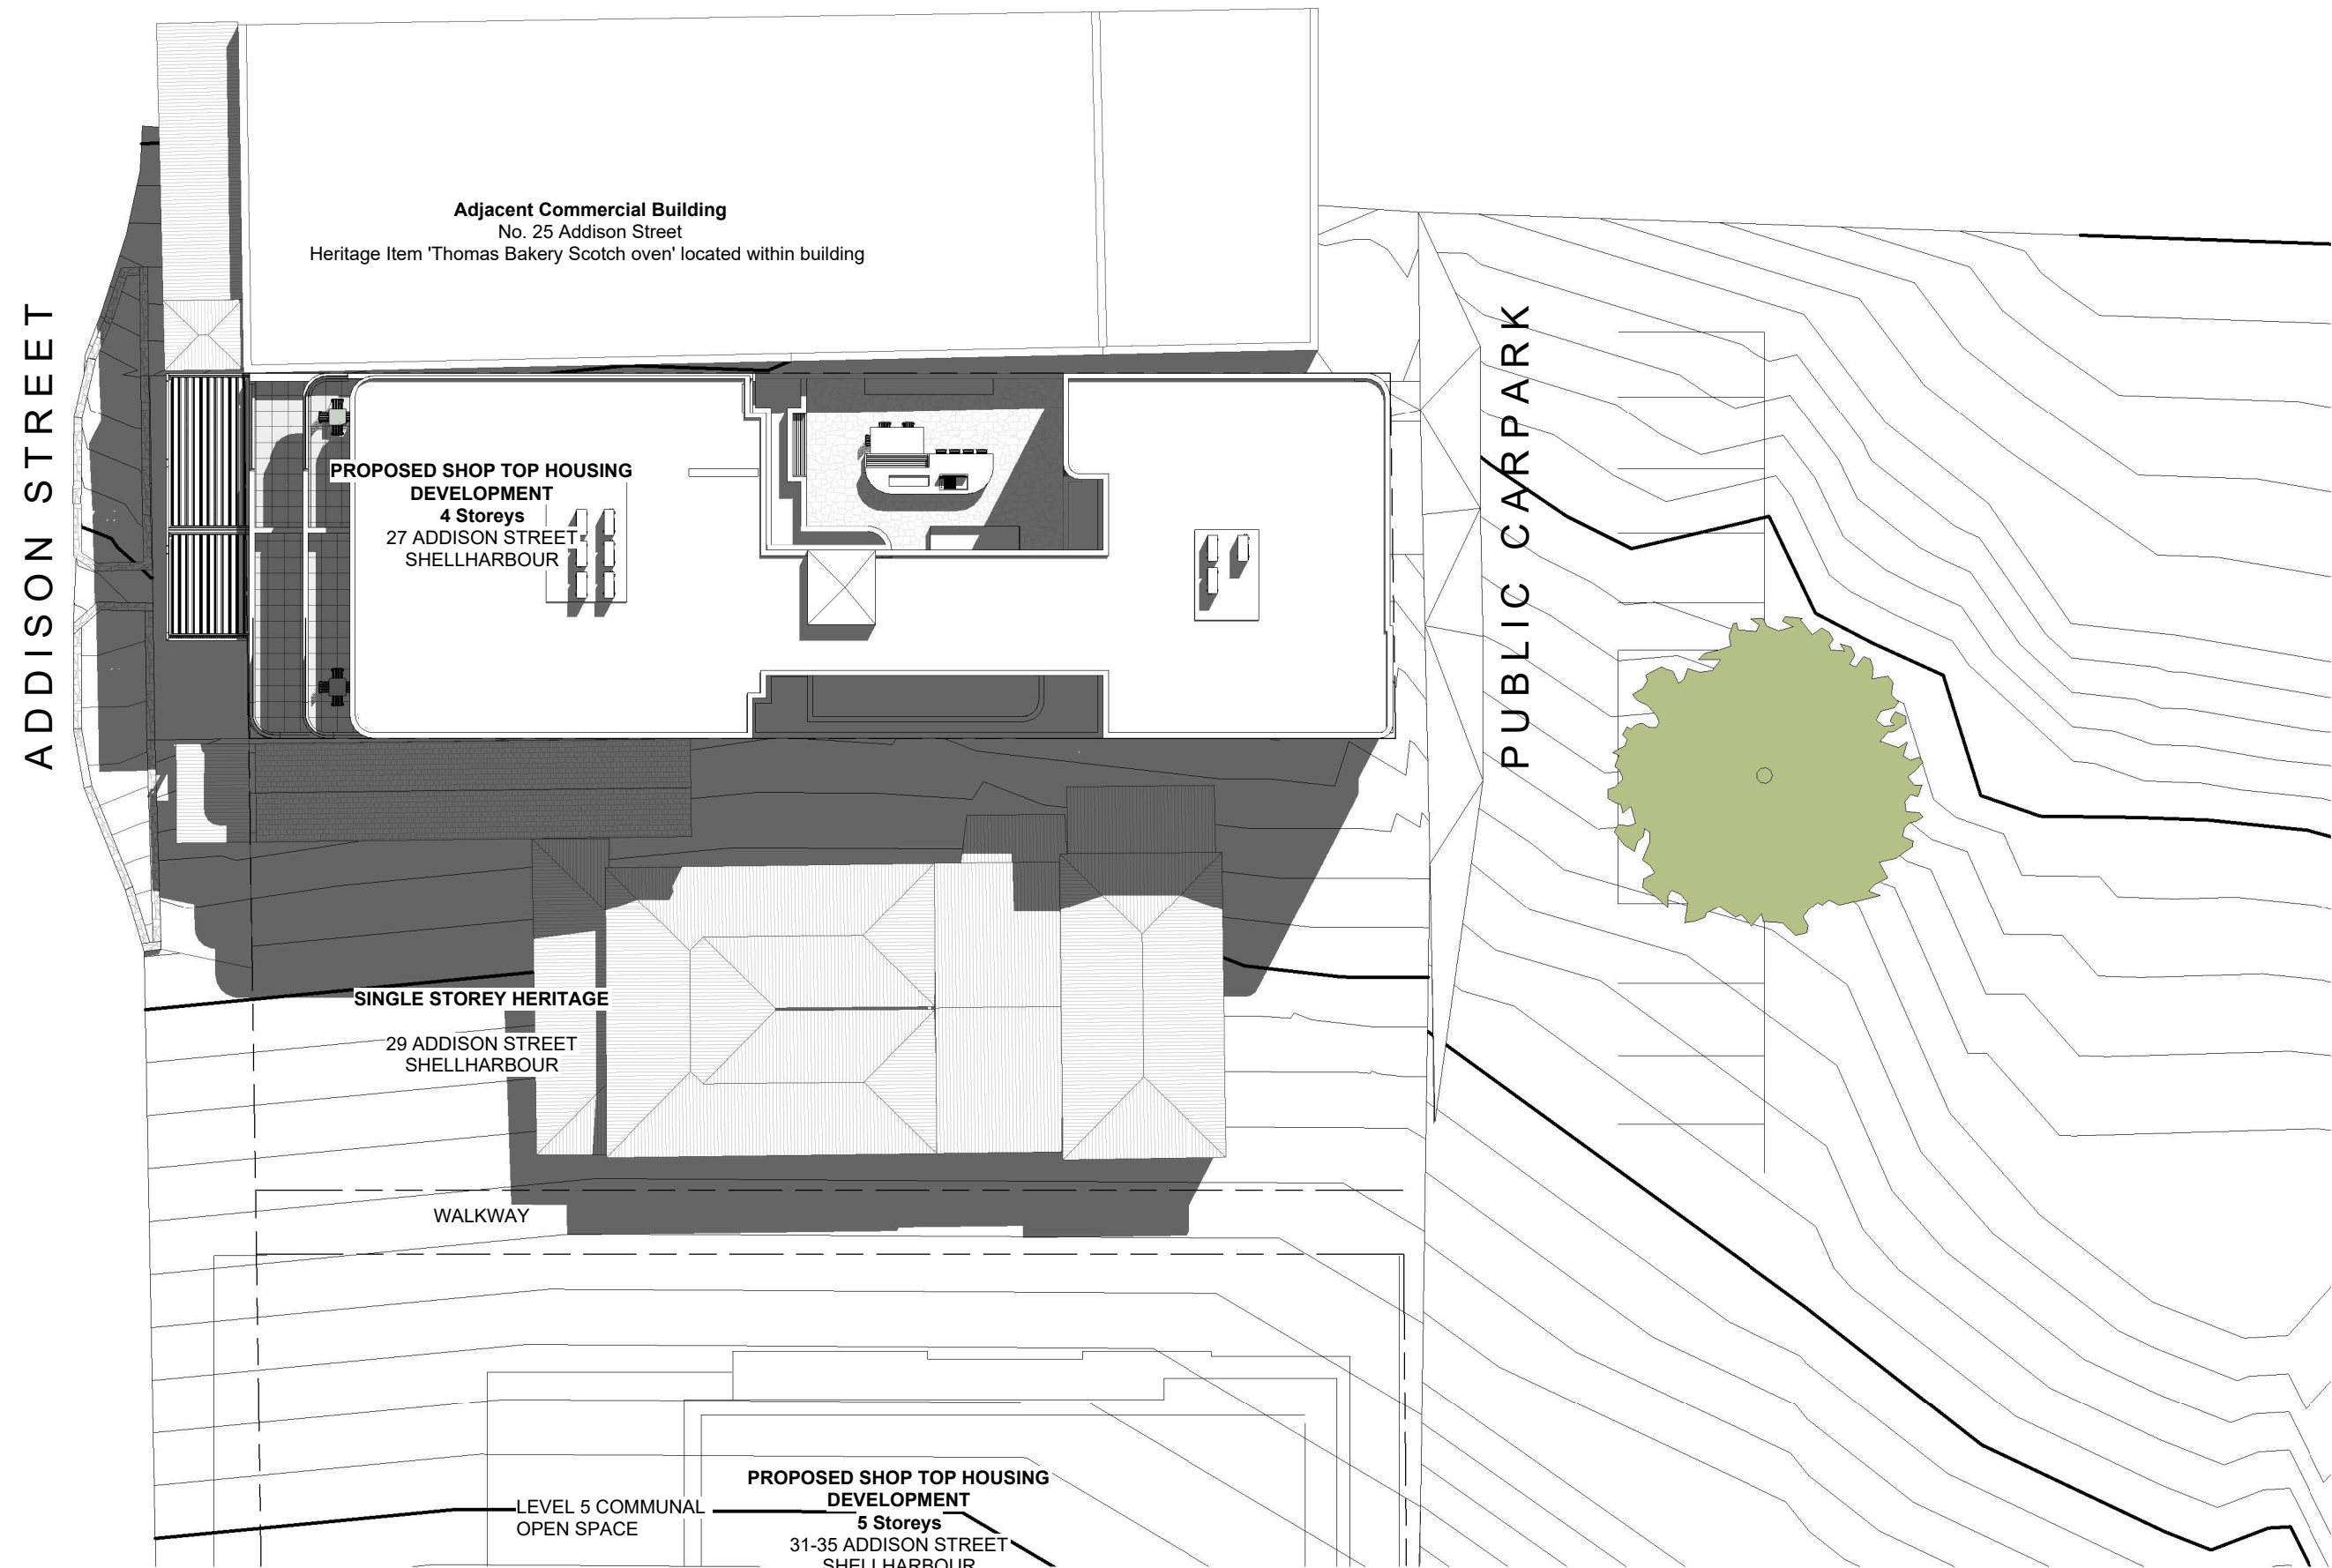 Adjacent Commercial Building
No. 25 Addison Street
Heritage Item 'Thomas Bakery Scotch oven' located within building
ADDISON STREET
PUBLIC CARPARK
PROPOSED SHOP TOP HOUSING
DEVELOPMENT
4 Storeys
27 ADDISON STREET
SHELLHARBOUR
SINGLE STOREY HERITAGE
29 ADDISON STREET
SHELLHARBOUR
WALKWAY
LEVEL 5 COMMUNAL
OPEN SPACE
PROPOSED SHOP TOP HOUSING
DEVELOPMENT
5 Storeys
31-35 ADDISON STREET
SHELLHARBOUR